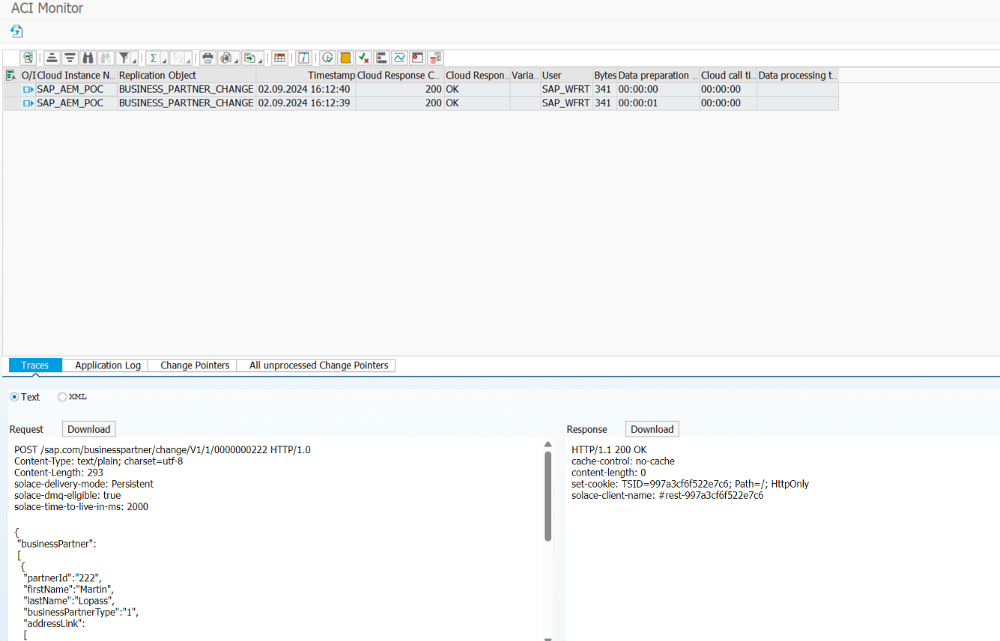 ACI Monitor
O/I Cloud Instance N... Replication Object Timestamp Cloud Response C... Cloud Respon... Varia... User Bytes Data preparation ... Cloud call ti... Data processing t...
SAP_AEM_POC BUSINESS_PARTNER_CHANGE 02.09.2024 16:12:40 200 OK SAP_WFRT 341 00:00:00 00:00:00
SAP_AEM_POC BUSINESS_PARTNER_CHANGE 02.09.2024 16:12:39 200 OK SAP_WFRT 341 00:00:01 00:00:00
Traces Application Log Change Pointers All unprocessed Change Pointers
Text XML
Request Download
POST /sap.com/businesspartner/change/V1/1/0000000222 HTTP/1.0
Content-Type: text/plain; charset=utf-8
Content-Length: 293
solace-delivery-mode: Persistent
solace-dmq-eligible: true
solace-time-to-live-in-ms: 2000
{
"businessPartner":
[
{
"partnerId":"222",
"firstName":"Martin",
"lastName":"Lopass",
"businessPartnerType":"1",
"addressLink":
[
Response Download
HTTP/1.1 200 OK
cache-control: no-cache
content-length: 0
set-cookie: TSID=997a3cf6f522e7c6; Path=/; HttpOnly
solace-client-name: #rest-997a3cf6f522e7c6